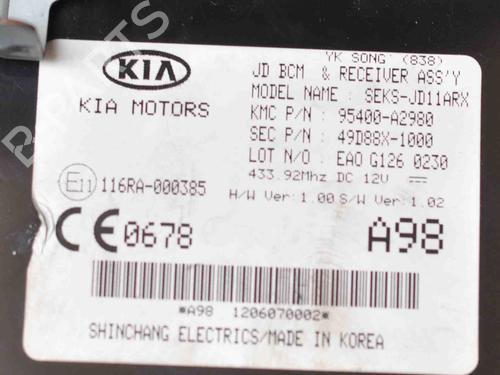 YK SONG (838)
KIA
JD BCM & RECEIVER ASS'Y
MODEL NAME : SEKS-JD11ARX
KIA MOTORS
KMC P/N : 95400-A2980
SEC P/N : 49D88X-1000
LOT N/O : EAO G126 0230
433.92Mhz DC 12V
E11 116RA-000385
H/W Ver: 1.00 S/W Ver: 1.02
CE 0678
A98
*A98 1206070002*
SHINCHANG ELECTRICS/MADE IN KOREA